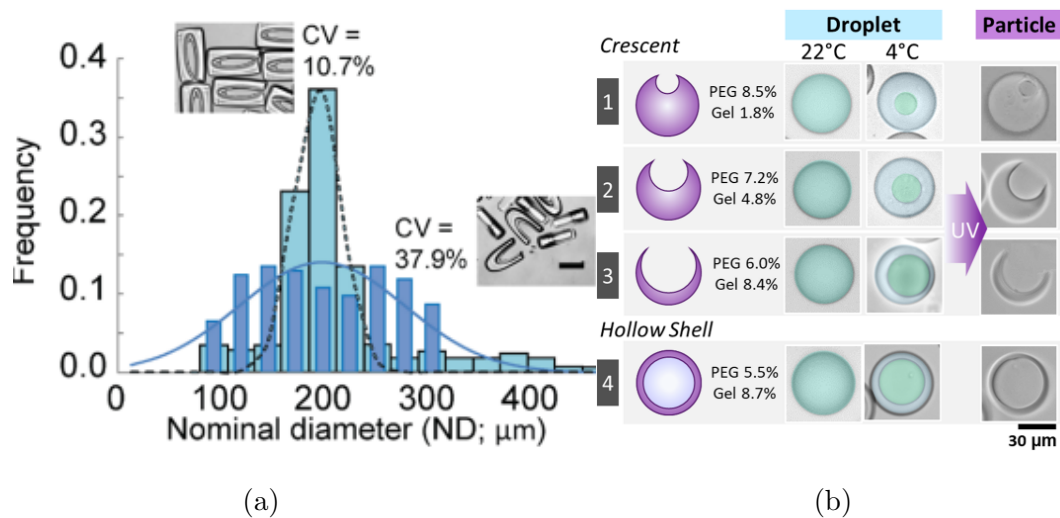 CV =
10.7%
0.4
0.3
0.2
0.1
0.0
Frequency
CV =
37.9%
0
100
200
300
400
Nominal diameter (ND; μm)
(a)
Droplet
Particle
Crescent
22°C
4°C
1
PEG 8.5%
Gel 1.8%
2
PEG 7.2%
Gel 4.8%
UV
3
PEG 6.0%
Gel 8.4%
Hollow Shell
4
PEG 5.5%
Gel 8.7%
30 μm
(b)